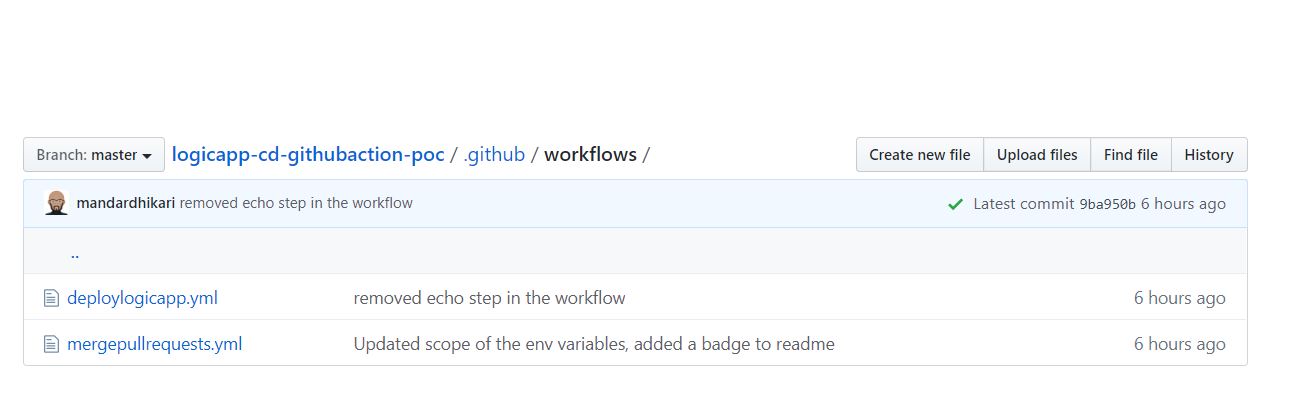 Branch: master logicapp-cd-githubaction-poc / .github / workflows / Create new file Upload files Find file History
mandardhikari removed echo step in the workflow Latest commit 9ba950b 6 hours ago
..
deploylogicapp.yml removed echo step in the workflow 6 hours ago
mergepullrequests.yml Updated scope of the env variables, added a badge to readme 6 hours ago